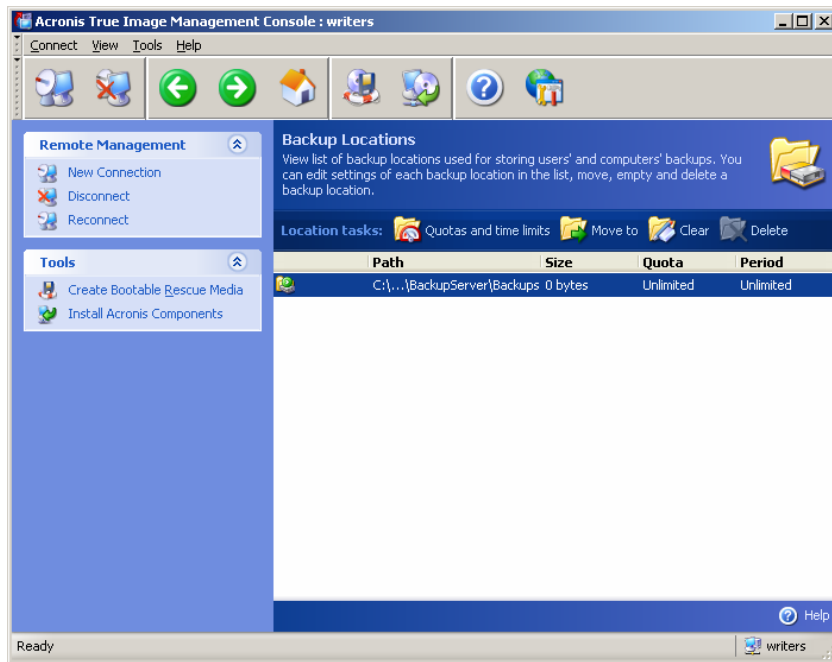 Acronis True Image Management Console : writers
Connect View Tools Help
Remote Management
New Connection
Disconnect
Reconnect
Tools
Create Bootable Rescue Media
Install Acronis Components
Backup Locations
View list of backup locations used for storing users' and computers' backups. You
can edit settings of each backup location in the list, move, empty and delete a
backup location.
Location tasks: Quotas and time limits Move to Clear Delete
Path Size Quota Period
C:\...\BackupServer\Backups 0 bytes Unlimited Unlimited
Help
Ready writers